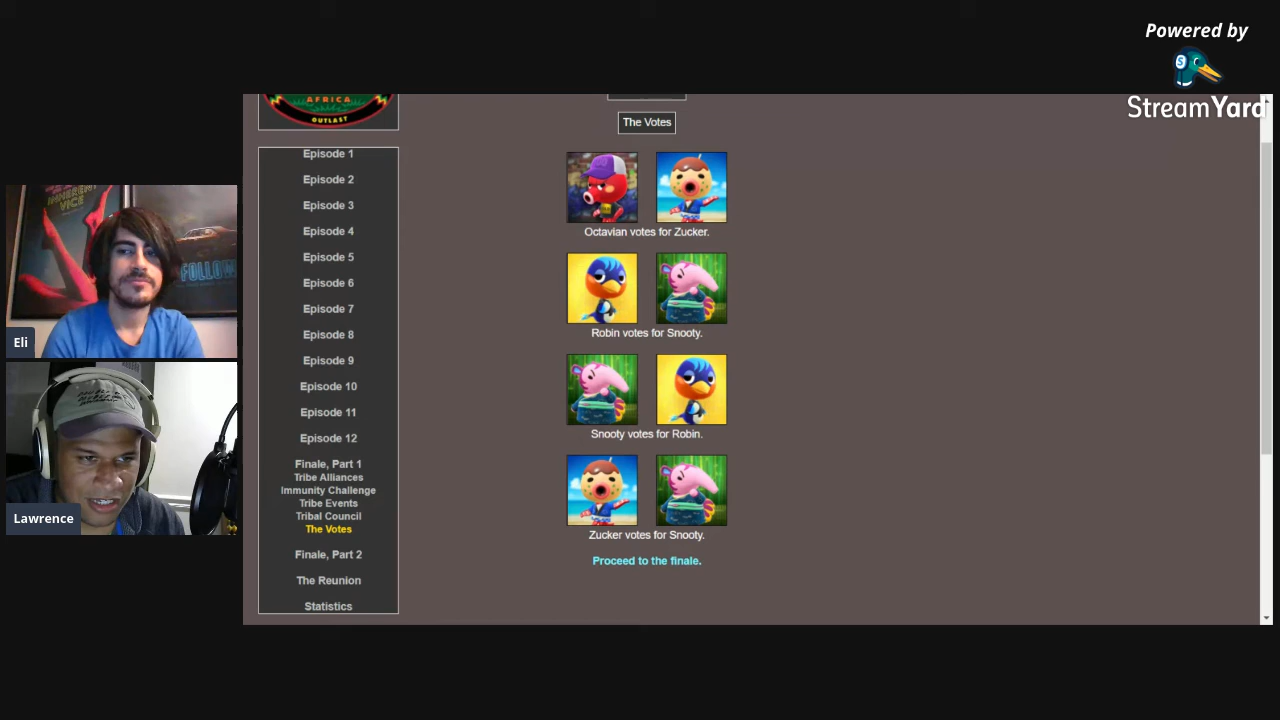 Powered by
StreamYard
AFRICA
OUTLAST
The Votes
Episode 1
Episode 2
Episode 3
Episode 4
Episode 5
Episode 6
Episode 7
Episode 8
Episode 9
Episode 10
Episode 11
Episode 12
Finale, Part 1
Tribe Alliances
Immunity Challenge
Tribe Events
Tribal Council
The Votes
Finale, Part 2
The Reunion
Statistics
Octavian votes for Zucker.
Robin votes for Snooty.
Snooty votes for Robin.
Zucker votes for Snooty.
Proceed to the finale.
INHERENT
VICE
FOLLOW
Eli
Lawrence